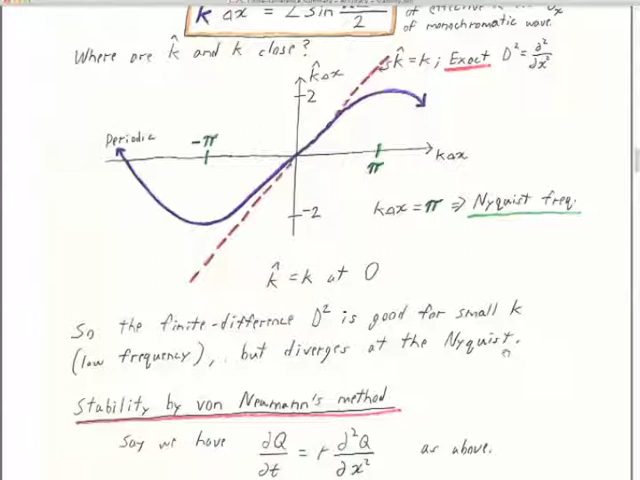 k̂ Δx = 2 sin
2
of monochromatic wave.
Where are k̂ and k close?
k̂ = k ; Exact D² = ∂²/∂x²
k̂Δx
2
Periodic
-π
kΔx
π
-2
kΔx = π ⇒ Nyquist freq.
k̂ = k at 0
So the finite-difference D² is good for small k
(low frequency), but diverges at the Nyquist.
Stability by von Neumann's method
Say we have ∂Q/∂t = r ∂²Q/∂x² as above.